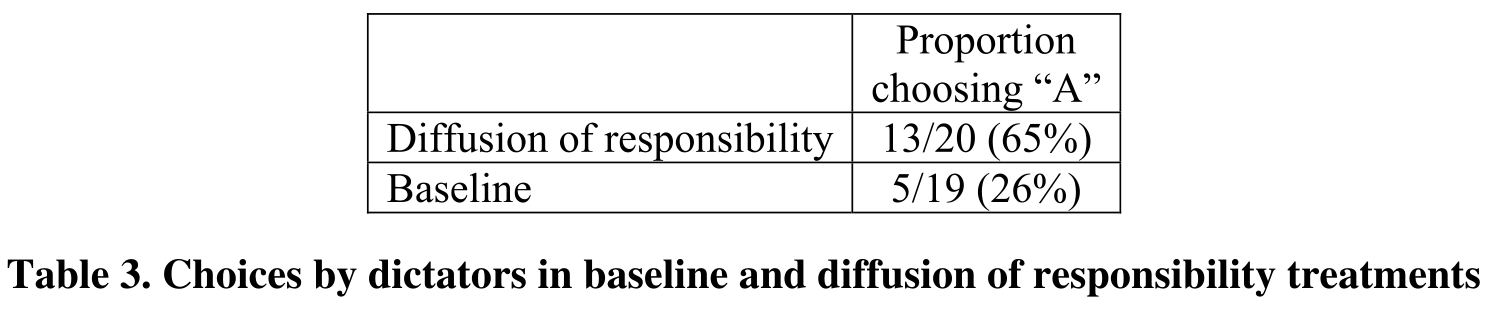 Proportion
choosing “A”
Diffusion of responsibility 13/20 (65%)
Baseline 5/19 (26%)
Table 3. Choices by dictators in baseline and diffusion of responsibility treatments